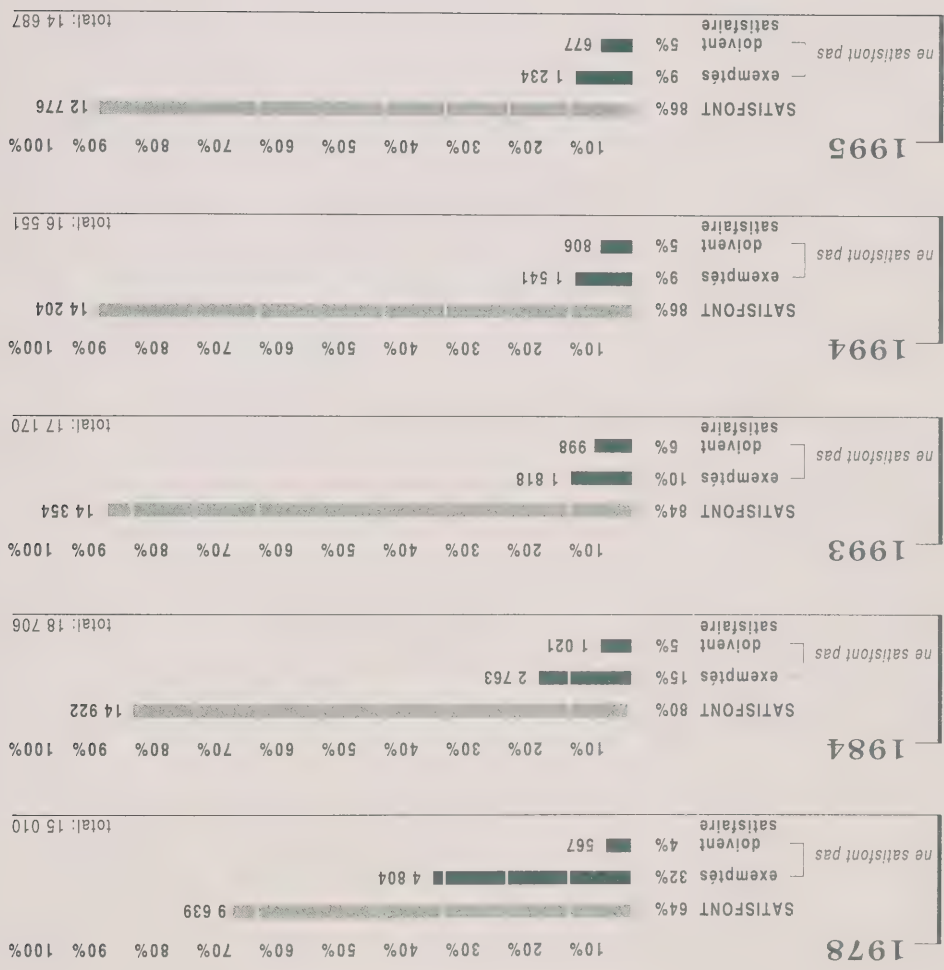 1978 10% 20% 30% 40% 50% 60% 70% 80% 90% 100%
SATISFONT 64% 9 639
exemptés 32% 4 804
ne satisfont pas
doivent 4% 567
satisfaire
total: 15 010
1984 10% 20% 30% 40% 50% 60% 70% 80% 90% 100%
SATISFONT 80% 14 922
exemptés 15% 2 763
ne satisfont pas
doivent 5% 1 021
satisfaire
total: 18 706
1993 10% 20% 30% 40% 50% 60% 70% 80% 90% 100%
SATISFONT 84% 14 354
exemptés 10% 1 818
ne satisfont pas
doivent 6% 998
satisfaire
total: 17 170
1994 10% 20% 30% 40% 50% 60% 70% 80% 90% 100%
SATISFONT 86% 14 204
exemptés 9% 1 541
ne satisfont pas
doivent 5% 806
satisfaire
total: 16 551
1995 10% 20% 30% 40% 50% 60% 70% 80% 90% 100%
SATISFONT 86% 12 776
exemptés 9% 1 234
ne satisfont pas
doivent 5% 677
satisfaire
total: 14 687